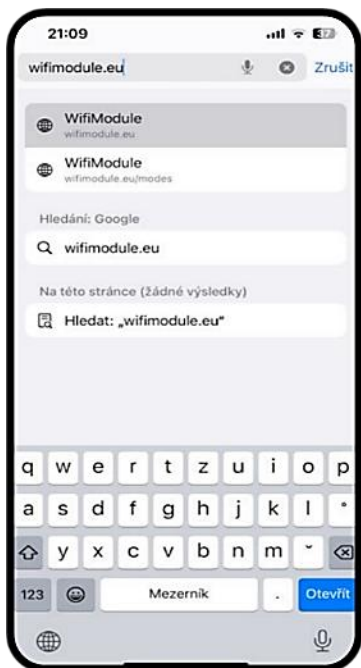 21:09
37
wifimodule.eu
Zrušit
WifiModule
wifimodule.eu
WifiModule
wifimodule.eu/modes
Hledání: Google
wifimodule.eu
Na této stránce (žádné výsledky)
Hledat: „wifimodule.eu“
q w e r t z u i o p
a s d f g h j k l °
y x c v b n m ˇ
123 Mezerník . Otevřít